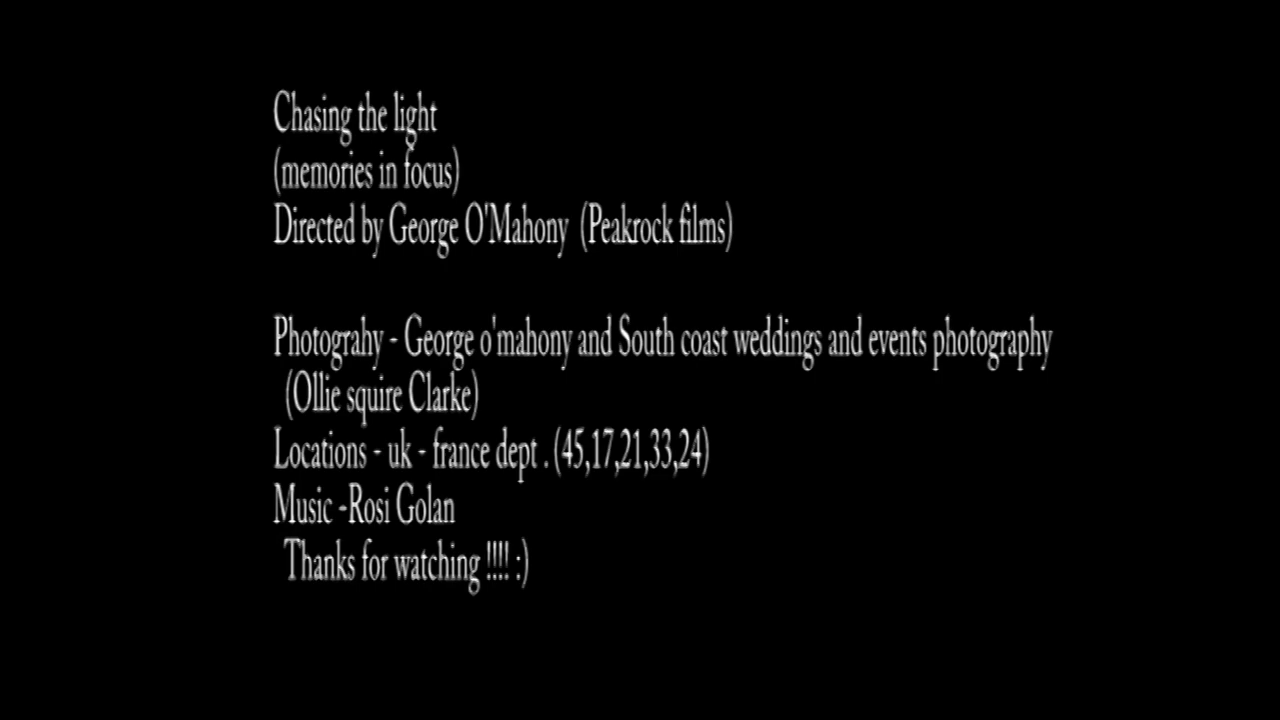 Chasing the light
(memories in focus)
Directed by George O'Mahony (Peakrock films)
Photograhy - George o'mahony and South coast weddings and events photography
(Ollie squire Clarke)
Locations - uk - france dept . (45,17,21,33,24)
Music -Rosi Golan
Thanks for watching !!!! :)